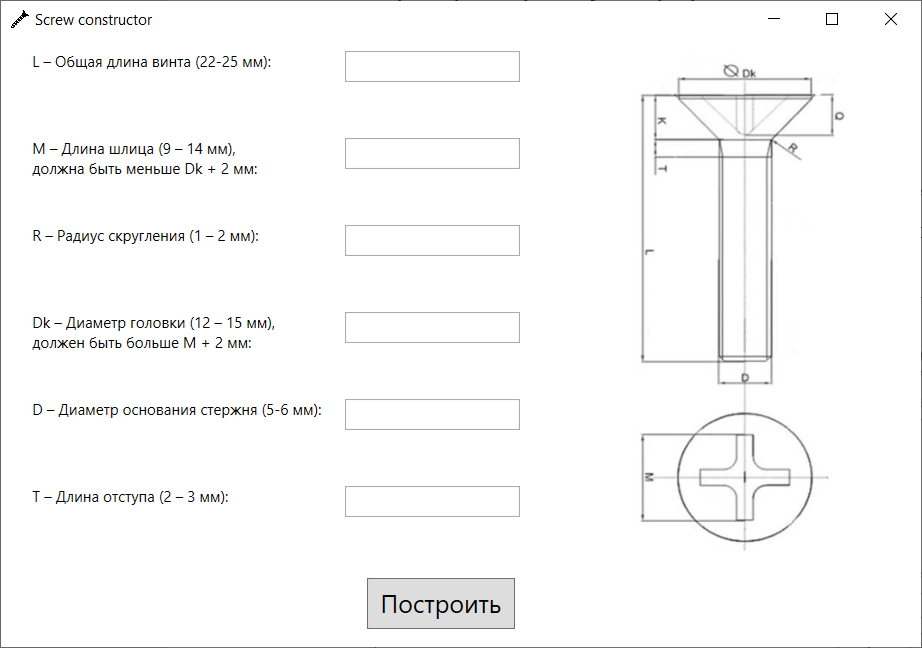 Screw constructor
L – Общая длина винта (22-25 мм):
M – Длина шлица (9 – 14 мм),
должна быть меньше Dk + 2 мм:
R – Радиус скругления (1 – 2 мм):
Dk – Диаметр головки (12 – 15 мм),
должен быть больше M + 2 мм:
D – Диаметр основания стержня (5-6 мм):
T – Длина отступа (2 – 3 мм):
Построить
∅ Dk
K
Q
R
T
L
D
M